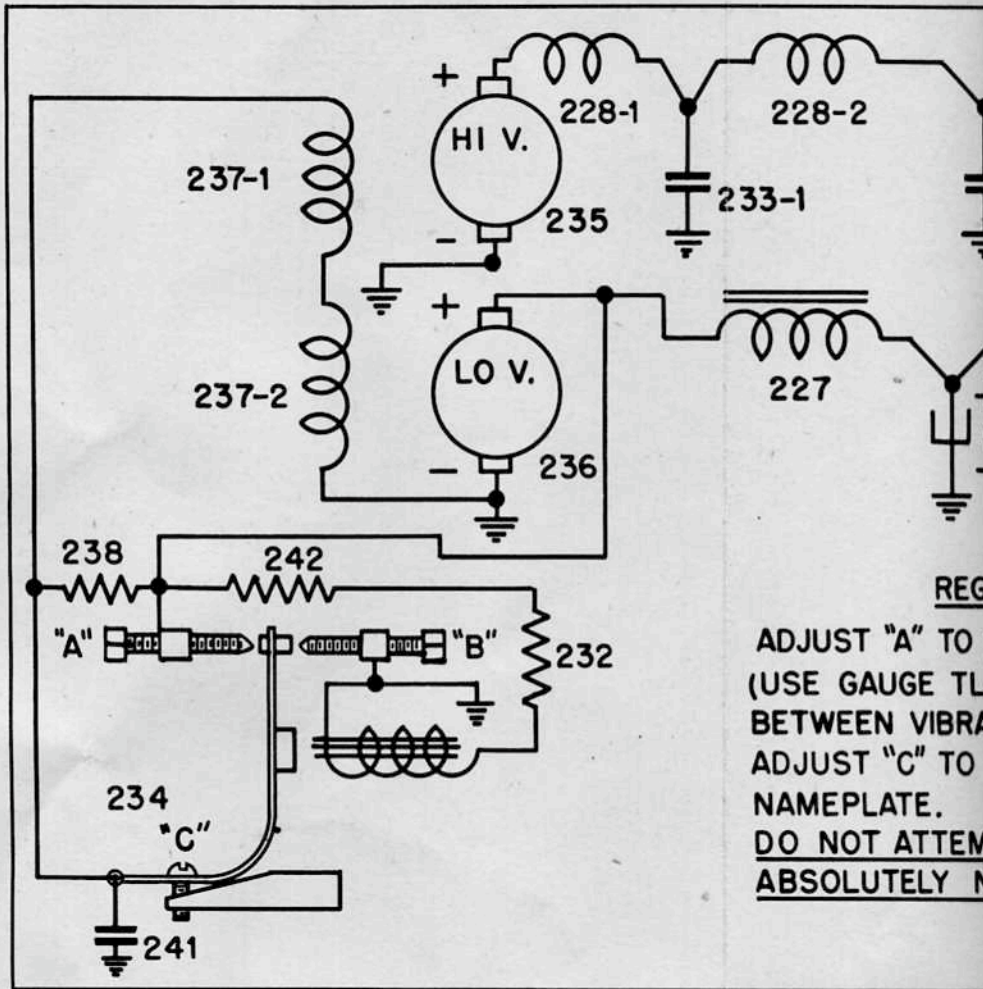 +
228-1
228-2
HI V.
237-1
233-1
235
-
+
LO V.
237-2
227
236
-
238
242
REG
"A"
"B"
232
ADJUST "A" TO
(USE GAUGE TL
BETWEEN VIBRA
ADJUST "C" TO
234
"C"
NAMEPLATE.
DO NOT ATTEM
ABSOLUTELY N
241